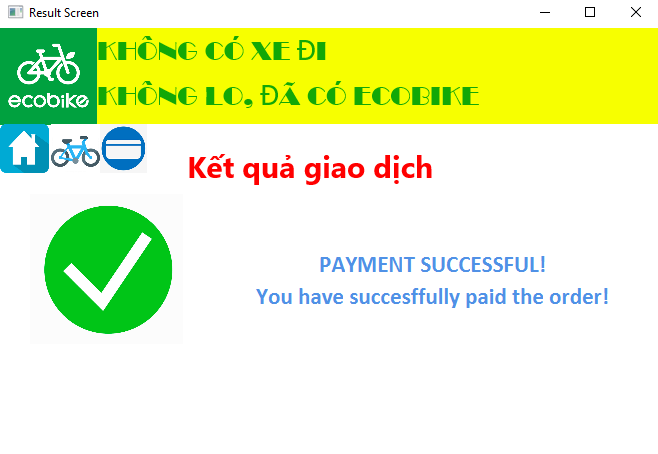 Result Screen
KHÔNG CÓ XE ĐI
KHÔNG LO, ĐÃ CÓ ECOBIKE
ecobike
Kết quả giao dịch
PAYMENT SUCCESSFUL!
You have succesffully paid the order!